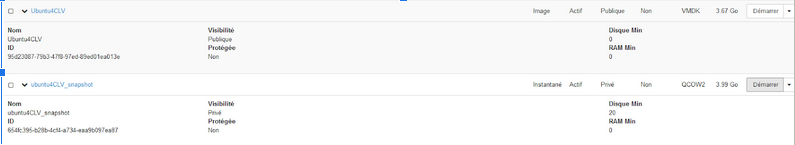 Ubuntu4CLV Image Actif Publique Non VMDK 3.67 Go Démarrer
Nom Visibilité Disque Min
Ubuntu4CLV Publique 0
ID Protégée RAM Min
95d23087-79b3-47f8-97ed-89ed01ea013e Non 0
ubuntu4CLV_snapshot Instantané Actif Privé Non QCOW2 3.99 Go Démarrer
Nom Visibilité Disque Min
ubuntu4CLV_snapshot Privé 20
ID Protégée RAM Min
654fc395-b28b-4cf4-a734-eaa9b097ea87 Non 0